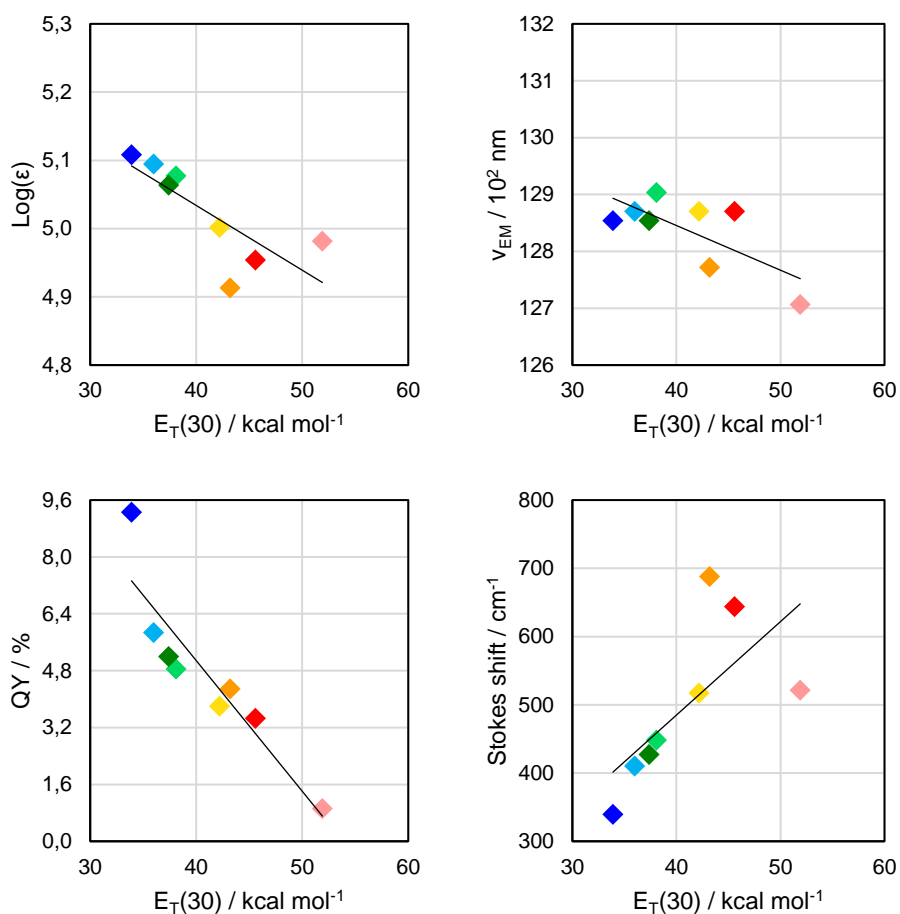 5,3
5,2
5,1
5,0
4,9
4,8
Log(ε)
30 40 50 60
E_T(30) / kcal mol⁻¹
132
131
130
129
128
127
126
ν_EM / 10² nm
30 40 50 60
E_T(30) / kcal mol⁻¹
9,6
8,0
6,4
4,8
3,2
1,6
0,0
QY / %
30 40 50 60
E_T(30) / kcal mol⁻¹
800
700
600
500
400
300
Stokes shift / cm⁻¹
30 40 50 60
E_T(30) / kcal mol⁻¹